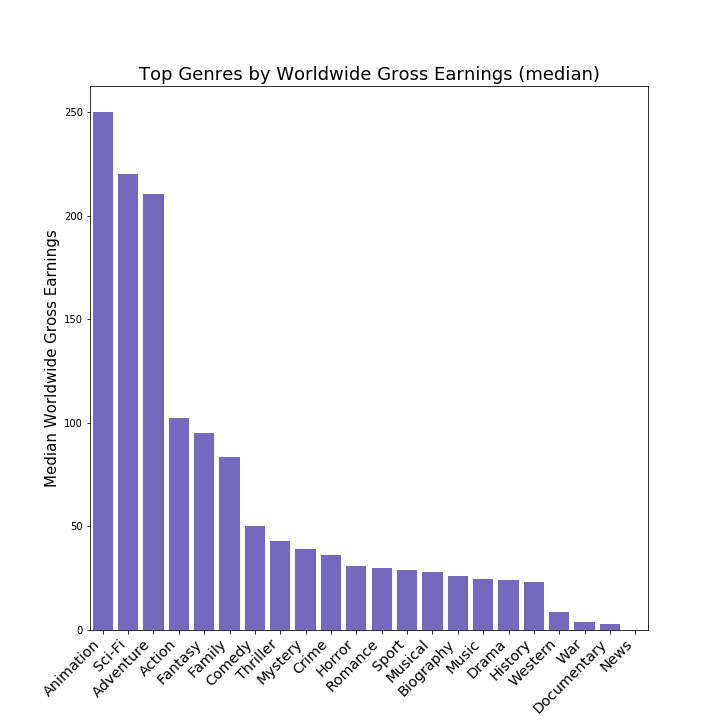 Top Genres by Worldwide Gross Earnings (median)
Median Worldwide Gross Earnings
250
200
150
100
50
0
Animation
Sci-Fi
Adventure
Action
Fantasy
Family
Comedy
Thriller
Mystery
Crime
Horror
Romance
Sport
Musical
Biography
Music
Drama
History
Western
War
Documentary
News